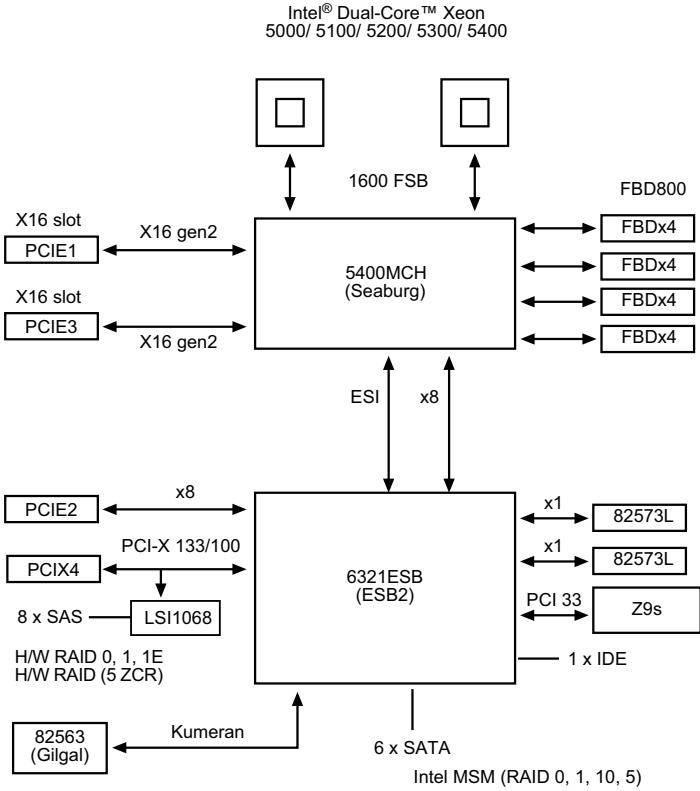 Intel® Dual-Core™ Xeon
5000/ 5100/ 5200/ 5300/ 5400
1600 FSB
FBD800
X16 slot
PCIE1
X16 gen2
5400MCH
(Seaburg)
FBDx4
FBDx4
FBDx4
FBDx4
X16 slot
PCIE3
X16 gen2
ESI
x8
PCIE2
x8
PCIX4
PCI-X 133/100
8 x SAS
LSI1068
H/W RAID 0, 1, 1E
H/W RAID (5 ZCR)
6321ESB
(ESB2)
x1
82573L
x1
82573L
PCI 33
Z9s
1 x IDE
82563
(Gilgal)
Kumeran
6 x SATA
Intel MSM (RAID 0, 1, 10, 5)